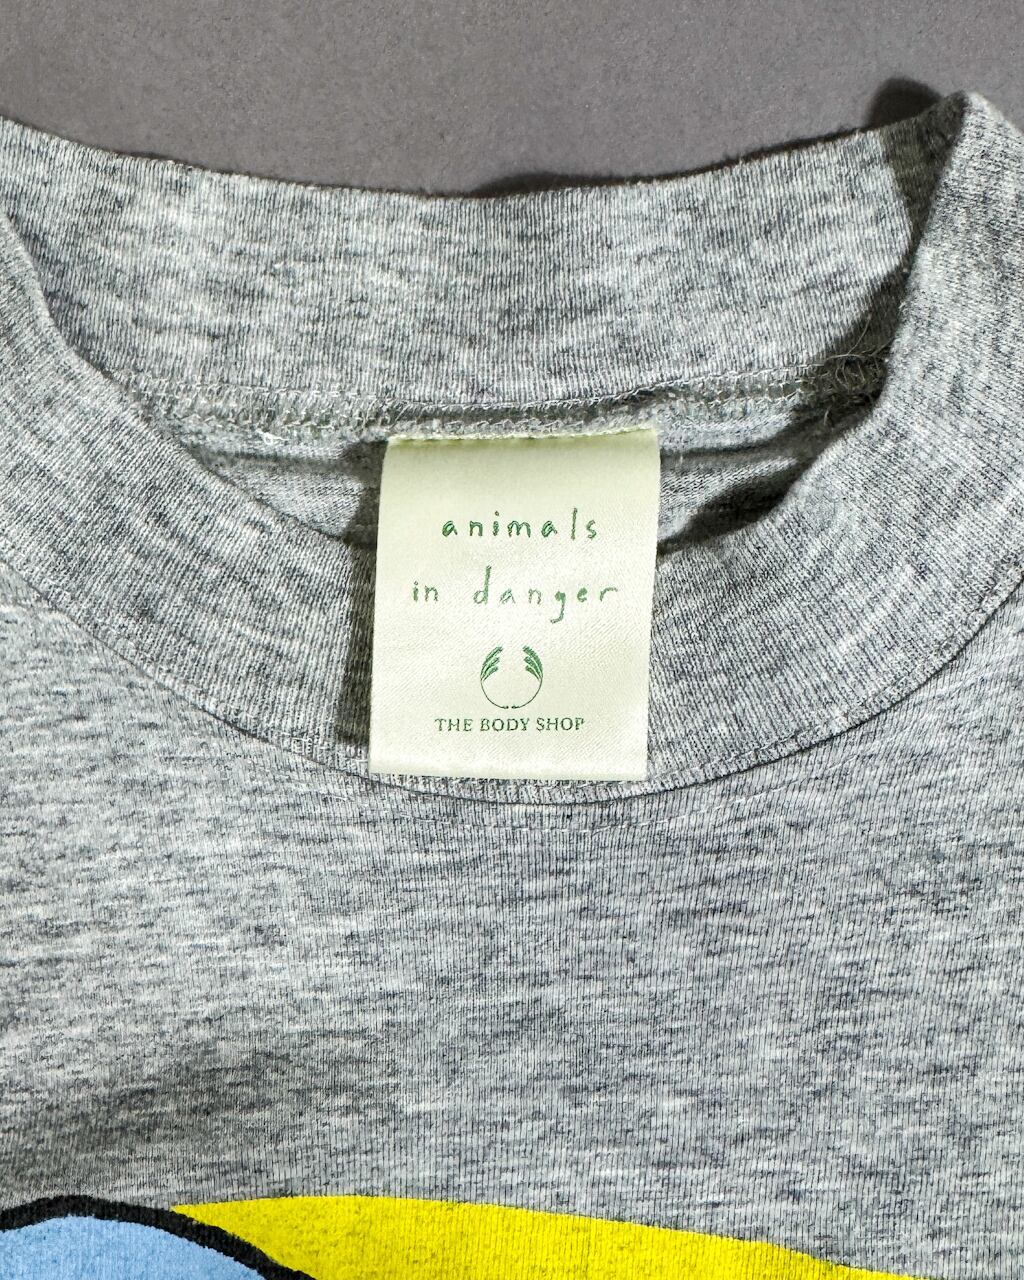 animals
in danger
THE BODY SHOP